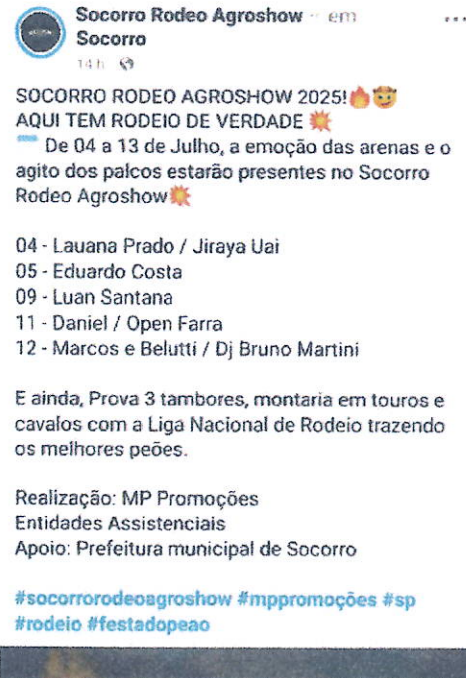 Socorro Rodeo Agroshow em
Socorro
14 h
SOCORRO RODEO AGROSHOW 2025!🔥🤠
AQUI TEM RODEIO DE VERDADE 💥
De 04 a 13 de Julho, a emoção das arenas e o
agito dos palcos estarão presentes no Socorro
Rodeo Agroshow💥
04 - Lauana Prado / Jiraya Uai
05 - Eduardo Costa
09 - Luan Santana
11 - Daniel / Open Farra
12 - Marcos e Belutti / Dj Bruno Martini
E ainda, Prova 3 tambores, montaria em touros e
cavalos com a Liga Nacional de Rodeio trazendo
os melhores peões.
Realização: MP Promoções
Entidades Assistenciais
Apoio: Prefeitura municipal de Socorro
#socorrorodeoagroshow #mppromoções #sp
#rodeio #festadopeao